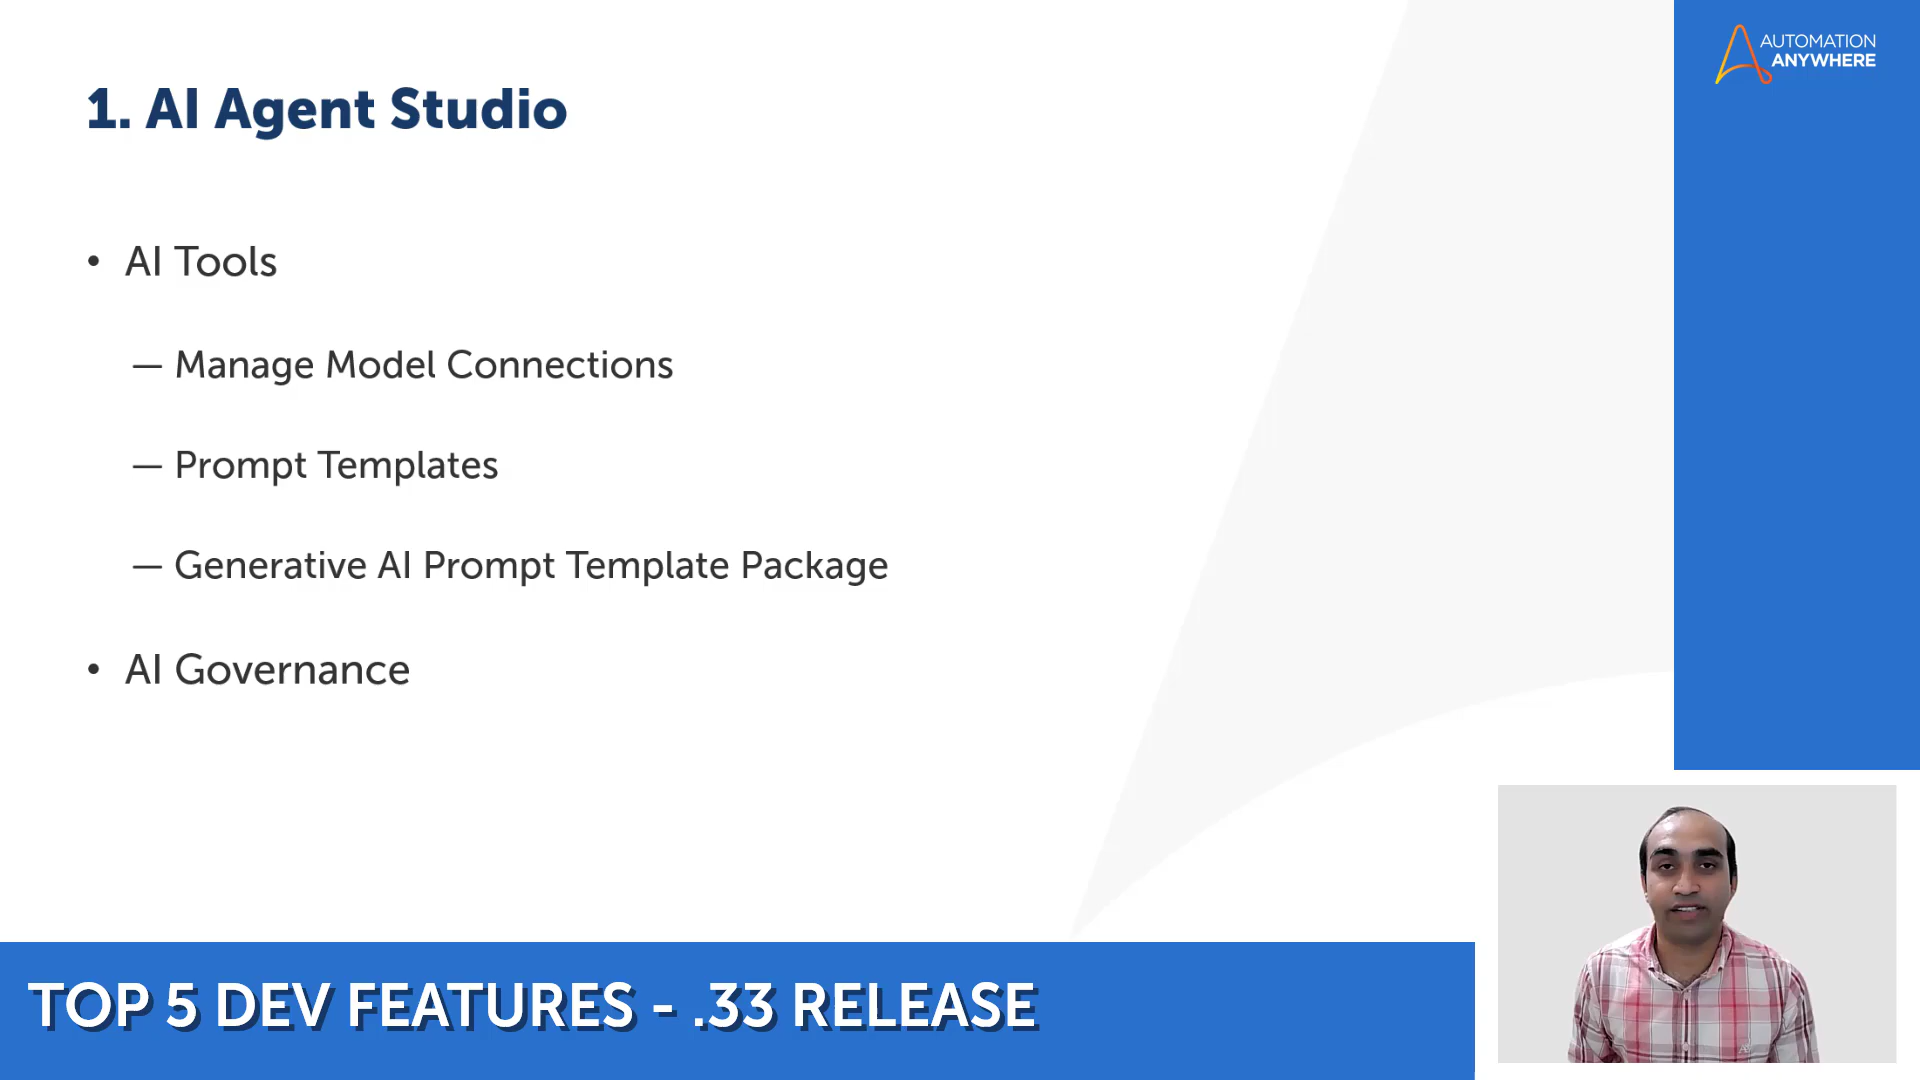 AUTOMATION
ANYWHERE
1. AI Agent Studio
• AI Tools
— Manage Model Connections
— Prompt Templates
— Generative AI Prompt Template Package
• AI Governance
TOP 5 DEV FEATURES - .33 RELEASE